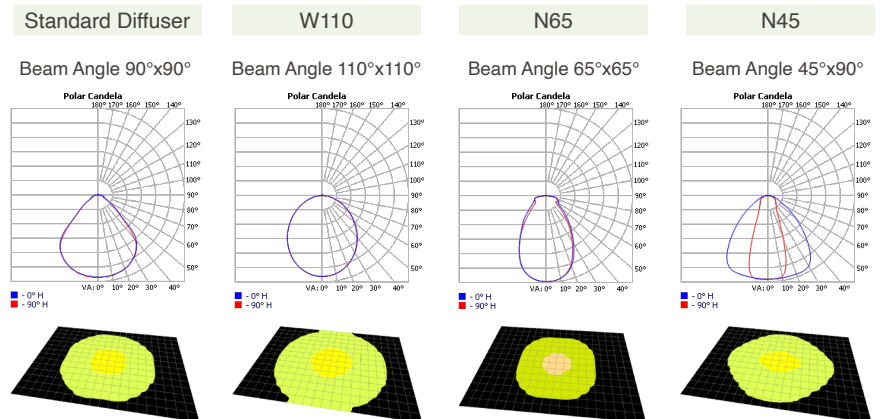 Standard Diffuser
W110
N65
N45
Beam Angle 90°x90°
Beam Angle 110°x110°
Beam Angle 65°x65°
Beam Angle 45°x90°
Polar Candela
180° 170° 160° 150° 140°
130°
120°
110°
100°
90°
80°
70°
60°
50°
VA: 0° 10° 20° 30° 40°
- 0° H
- 90° H
Polar Candela
180° 170° 160° 150° 140°
130°
120°
110°
100°
90°
80°
70°
60°
50°
VA: 0° 10° 20° 30° 40°
- 0° H
- 90° H
Polar Candela
180° 170° 160° 150° 140°
130°
120°
110°
100°
90°
80°
70°
60°
50°
VA: 0° 10° 20° 30° 40°
- 0° H
- 90° H
Polar Candela
180° 170° 160° 150° 140°
130°
120°
110°
100°
90°
80°
70°
60°
50°
VA: 0° 10° 20° 30° 40°
- 0° H
- 90° H